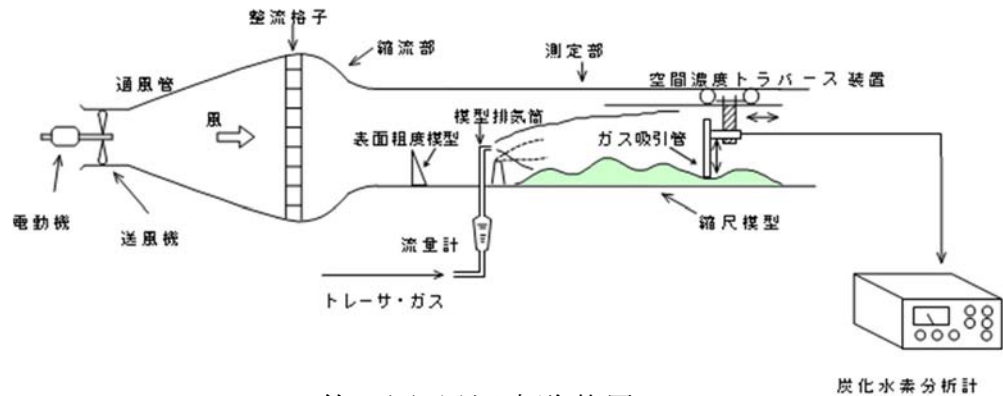 整流格子
縮流部
測定部
通風管
空間濃度トラバース装置
風
模型排気筒
表面粗度模型
ガス吸引管
電動機
送風機
流量計
縮尺模型
トレーサ・ガス
炭化水素分析計